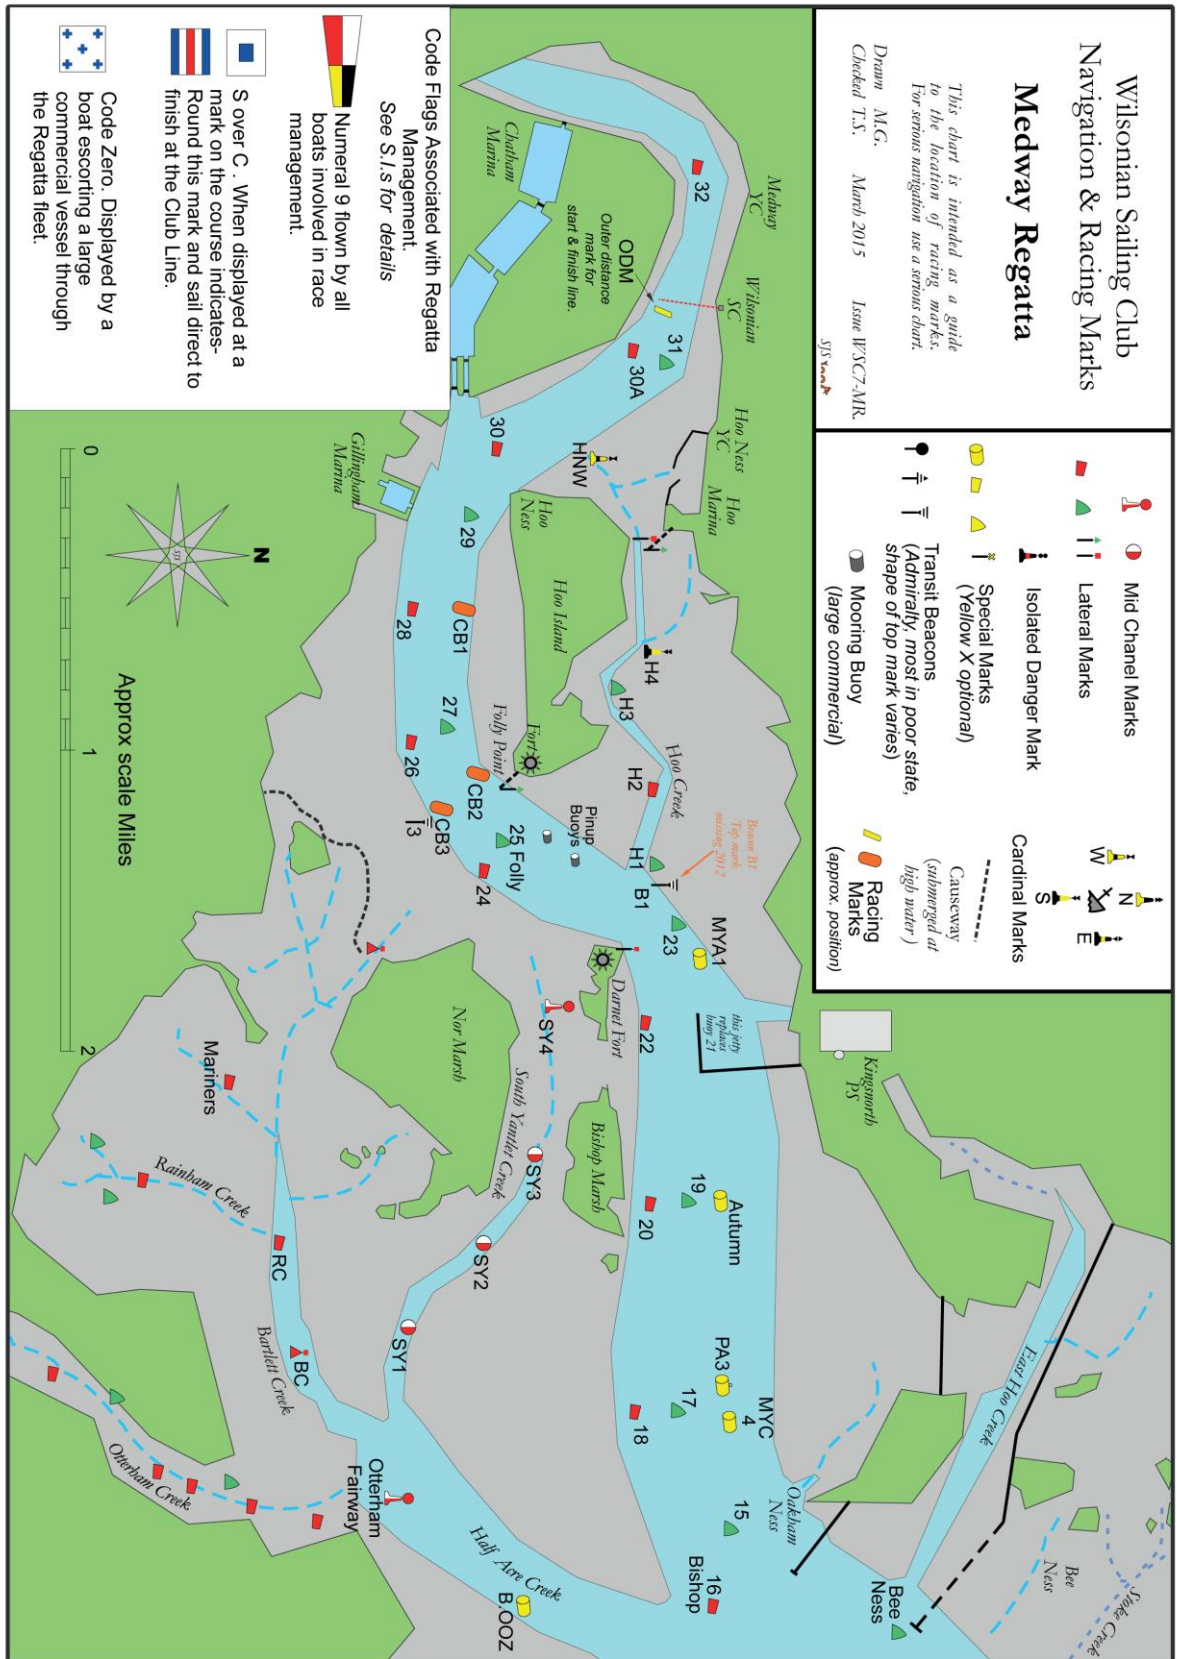 Wilsonian Sailing Club
Navigation & Racing Marks
Medway Regatta
This chart is intended as a guide
to the location of racing marks.
For serious navigation use a serious chart.
Drawn M.G.
Checked T.S. March 2015 Issue WSC7-MR.
SJS
Mid Chanel Marks
Lateral Marks
Isolated Danger Mark
Special Marks
(Yellow X optional)
Transit Beacons
(Admiralty, most in poor state,
shape of top mark varies)
Mooring Buoy
(large commercial)
N
W
E
S
Cardinal Marks
Causeway
(submerged at
high water)
Racing
Marks
(approx. position)
Code Flags Associated with Regatta
Management.
See S.I.s for details
Numeral 9 flown by all
boats involved in race
management.
S over C . When displayed at a
mark on the course indicates-
Round this mark and sail direct to
finish at the Club Line.
Code Zero. Displayed by a
boat escorting a large
commercial vessel through
the Regatta fleet.
Medway
YC
32
Wilsonian
SC
Chatham
Marina
ODM
Outer distance
mark for
start & finish line.
31
30A
30
Hoo Ness
YC
Hoo
Marina
HNW
Gillingham
Marina
29
Hoo
Ness
Hoo Island
28
CB1
H4
H3
27
26
Folly Point
Fort
CB2
CB3
3
Hoo Creek
H2
H1
B1
Beacon B1
Top mark
missing 2012
Pinup
Buoys
25 Folly
24
23
MYA1
Darnet Fort
22
this jetty
replaces
buoy 21
Kingsnorth
PS
SY4
Nor Marsh
South Yantlet Creek
Bishop Marsh
SY3
SY2
SY1
Mariners
Rainham Creek
RC
BC
Bartlett Creek
Otterham Creek
Otterham
Fairway
Half Acre Creek
B.OOZ
20
19
Autumn
PA3
MYC
4
17
18
15
16
Bishop
Oakham
Ness
East Hoo Creek
Bee
Ness
Bee
Ness
Stoke Creek
N
SJS
0
1
2
Approx scale Miles